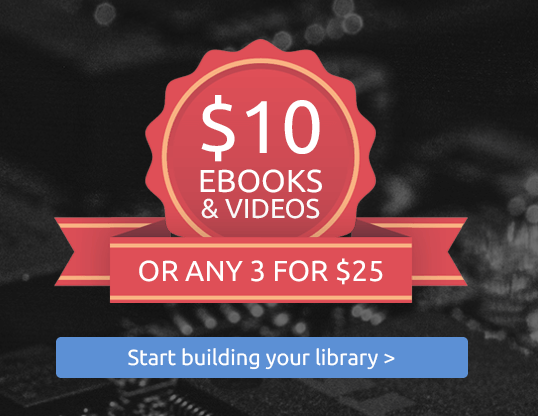 $10
EBOOKS
& VIDEOS
OR ANY 3 FOR $25
Start building your library >